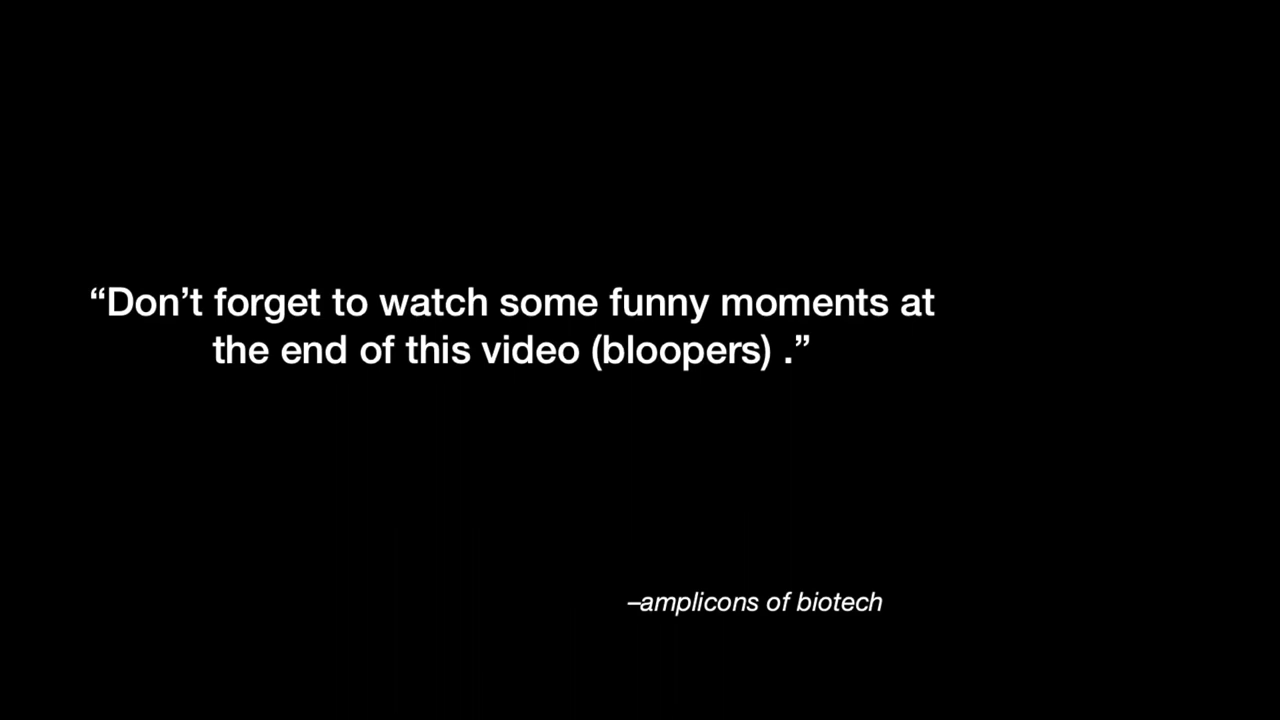 “Don’t forget to watch some funny moments at
the end of this video (bloopers) .”
–amplicons of biotech